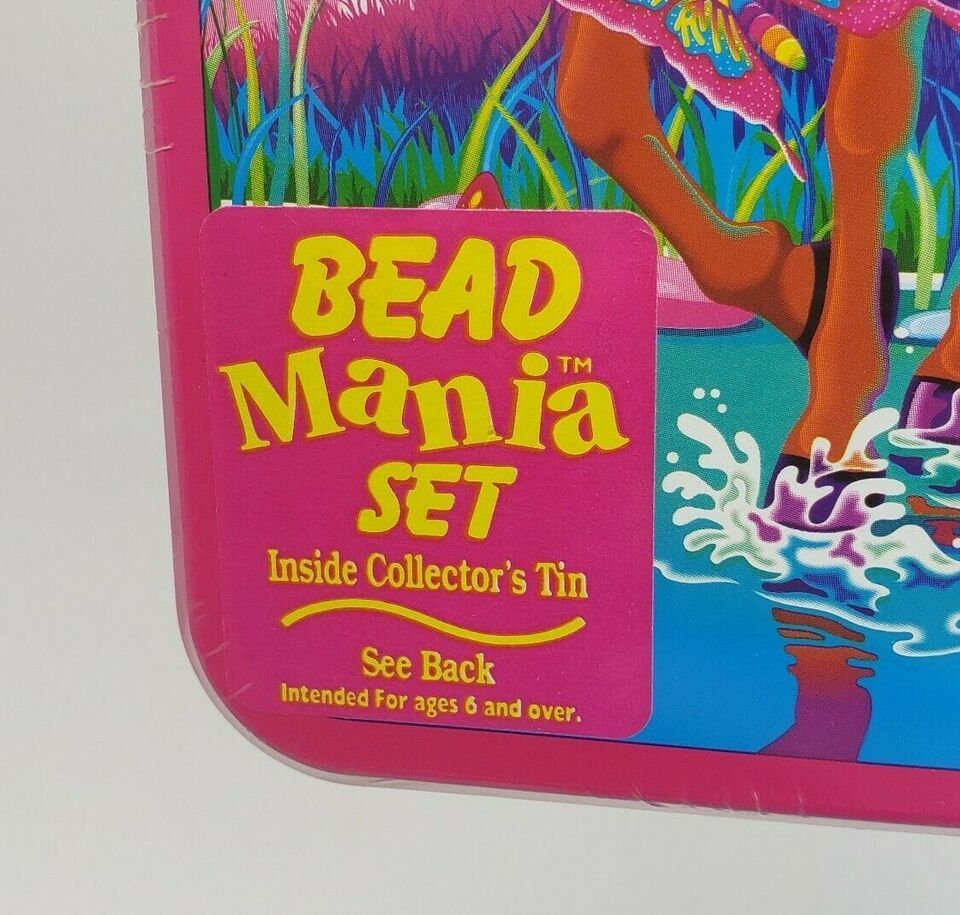 BEAD
Mania™
SET
Inside Collector's Tin
See Back
Intended For ages 6 and over.